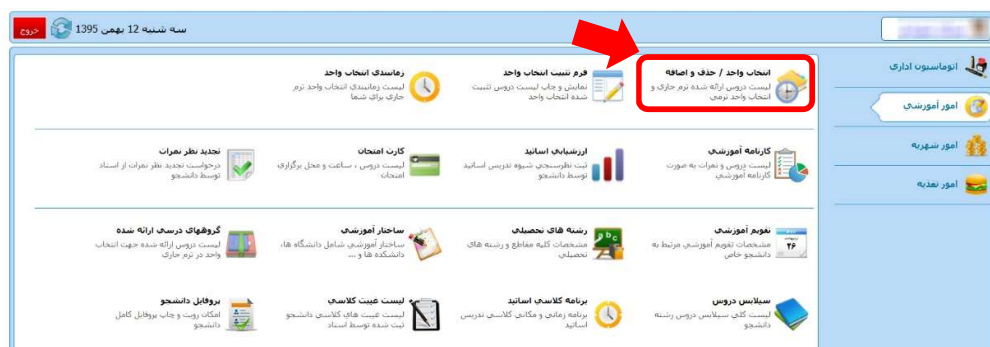 سه شنبه 12 بهمن 1395
خروج
اتوماسیون اداری
امور آموزشی
امور شهریه
امور تغذیه
انتخاب واحد / حذف و اضافه
لیست دروس ارائه شده ترم جاری و
انتخاب واحد ترمی
فرم تثبیت انتخاب واحد
نمایش و چاپ لیست دروس تثبیت
شده انتخاب واحد
زمانبندی انتخاب واحد
لیست زمانبندی انتخاب واحد ترم
جاری برای شما
کارنامه آموزشی
لیست دروس و نمرات به صورت
کارنامه آموزشی
ارزشیابی اساتید
ثبت نظرسنجی شیوه تدریس اساتید
توسط دانشجو
کارت امتحان
لیست دروس ، ساعت و محل برگزاری
امتحان
تجدید نظر نمرات
درخواست تجدید نظر نمرات از استاد
توسط دانشجو
تقویم آموزشی
مشخصات تقویم آموزشی مرتبط به
دانشجو خاص
رشته های تحصیلی
مشخصات کلیه مقاطع و رشته های
تحصیلی
ساختار آموزشی
ساختار آموزشی شامل دانشگاه ها،
دانشکده ها و ...
گروههای درسی ارائه شده
لیست دروس ارائه شده جهت انتخاب
واحد در ترم جاری
سیلابس دروس
لیست کلی سیلابس دروس رشته
دانشجو
برنامه کلاسی اساتید
برنامه زمانی و مکانی کلاسی تدریس
اساتید
لیست غیبت کلاسی
لیست غیبت های کلاسی دانشجو
ثبت شده توسط استاد
پروفایل دانشجو
امکان رویت و چاپ پروفایل کامل
دانشجو